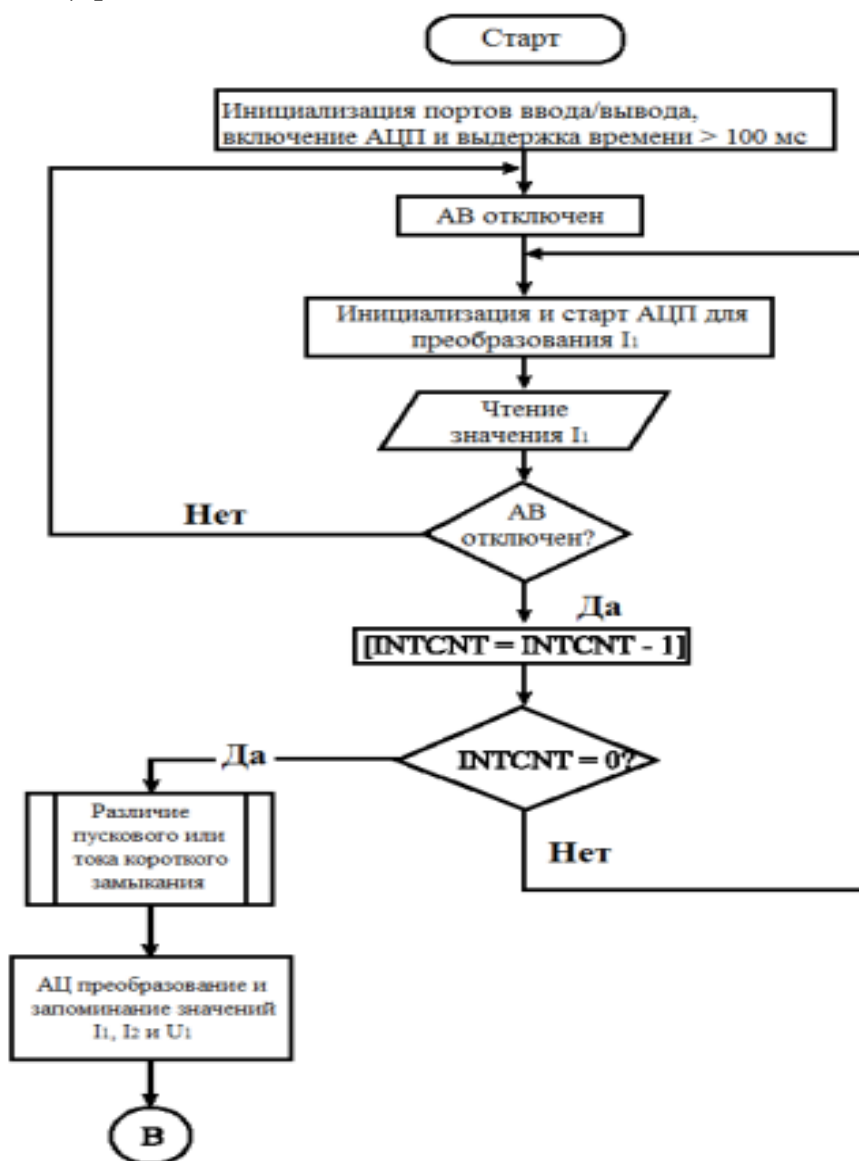 Старт
Инициализация портов ввода/вывода,
включение АЦП и выдержка времени > 100 мс
АВ отключен
Инициализация и старт АЦП для
преобразования I₁
Чтение
значения I₁
АВ
отключен?
Нет
Да
[INTCNT = INTCNT - 1]
INTCNT = 0?
Да
Нет
Различие
пускового или
тока короткого
замыкания
АЦ преобразование и
запоминание значений
I₁, I₂ и U₁
В